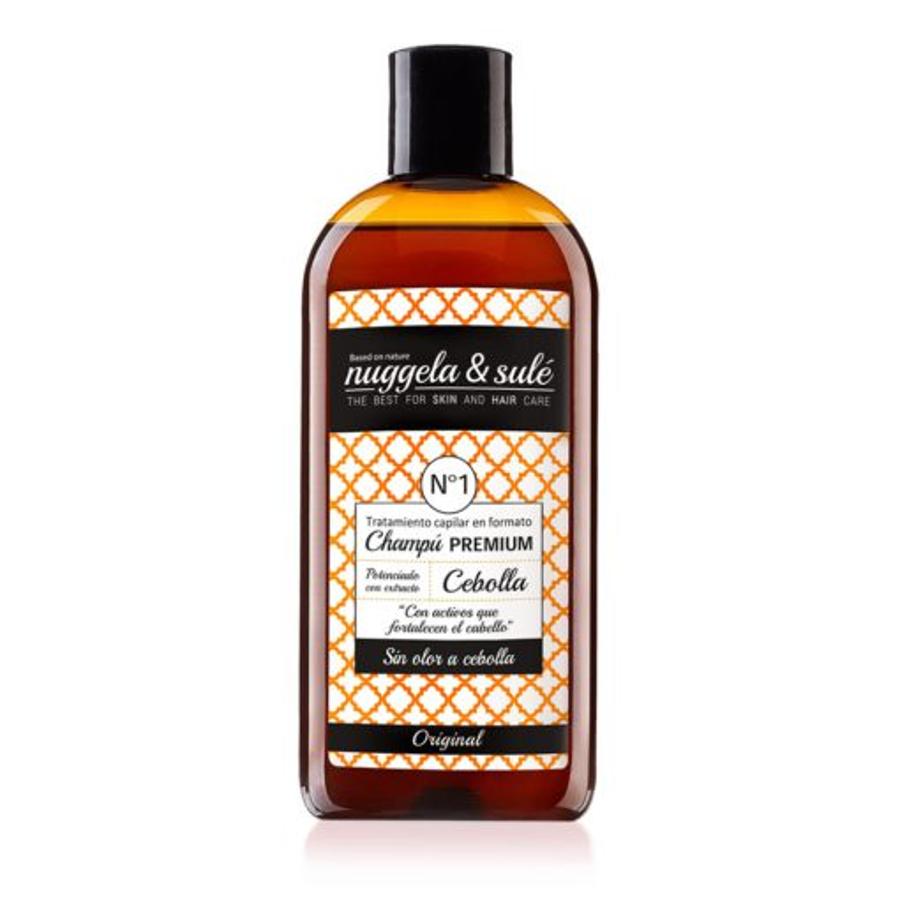 Based on nature
nuggela & sulé
THE BEST FOR SKIN AND HAIR CARE
Nº1
Tratamiento capilar en formato
Champú PREMIUM
Potenciado
con extracto
Cebolla
"Con activos que
fortalecen el cabello"
Sin olor a cebolla
Original